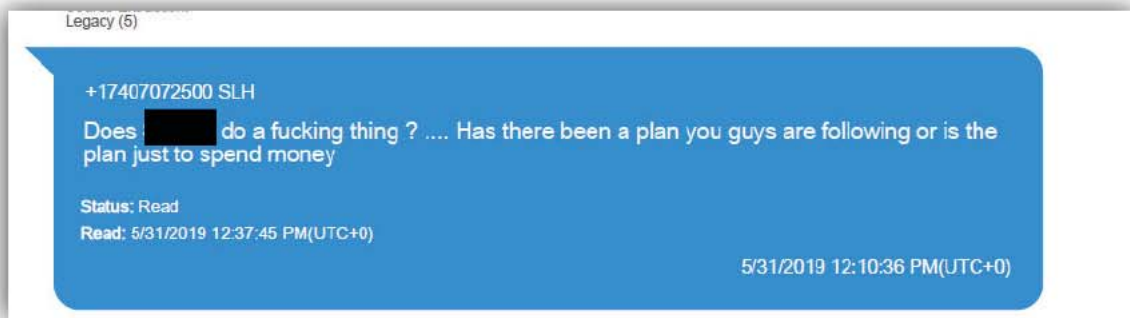 Legacy (5)
+17407072500 SLH
Does do a fucking thing ? .... Has there been a plan you guys are following or is the
plan just to spend money
Status: Read
Read: 5/31/2019 12:37:45 PM(UTC+0)
5/31/2019 12:10:36 PM(UTC+0)